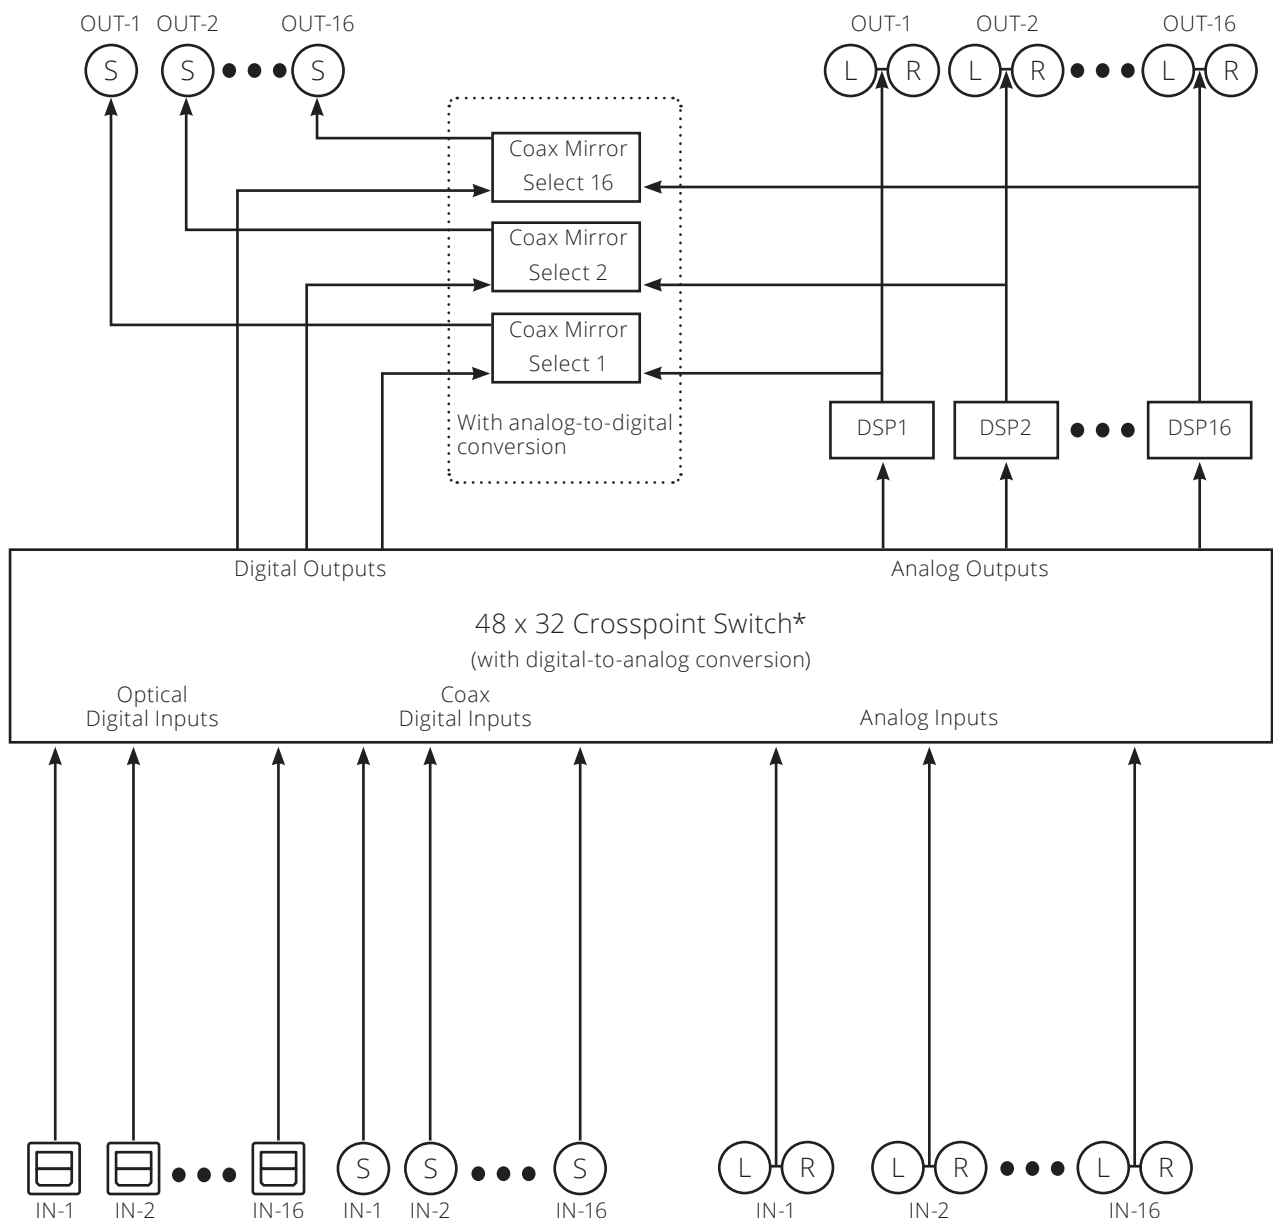 OUT-1 OUT-2 OUT-16 OUT-1 OUT-2 OUT-16
S S S L R L R L R
Coax Mirror
Select 16
Coax Mirror
Select 2
Coax Mirror
Select 1
With analog-to-digital
conversion
DSP1 DSP2 DSP16
Digital Outputs Analog Outputs
48 x 32 Crosspoint Switch*
(with digital-to-analog conversion)
Optical
Digital Inputs
Coax
Digital Inputs
Analog Inputs
S S S L R L R L R
IN-1 IN-2 IN-16 IN-1 IN-2 IN-16 IN-1 IN-2 IN-16